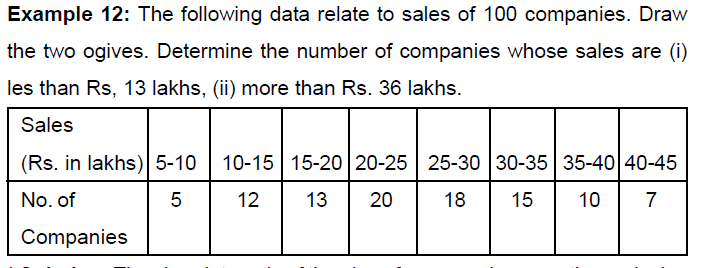 Example 12: The following data relate to sales of 100 companies. Draw
the two ogives. Determine the number of companies whose sales are (i)
les than Rs, 13 lakhs, (ii) more than Rs. 36 lakhs.
Sales
(Rs. in lakhs) 5-10 10-15 15-20 20-25 25-30 30-35 35-40 40-45
No. of 5 12 13 20 18 15 10 7
Companies